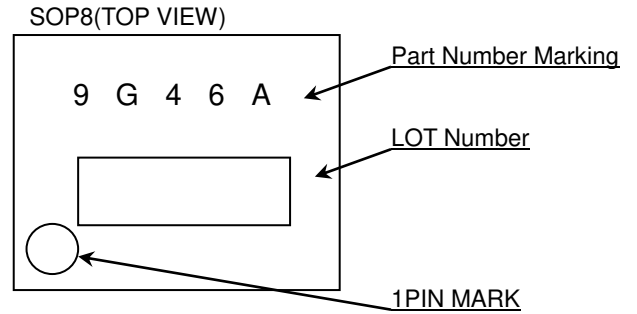 SOP8(TOP VIEW)
Part Number Marking
9 G 4 6 A
LOT Number
1PIN MARK